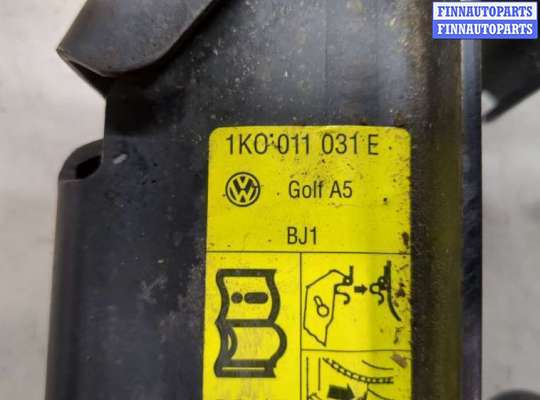 FINNAUTOPARTS
FINNAUTOPARTS
1K0 011 031 E
Golf A5
BJ1